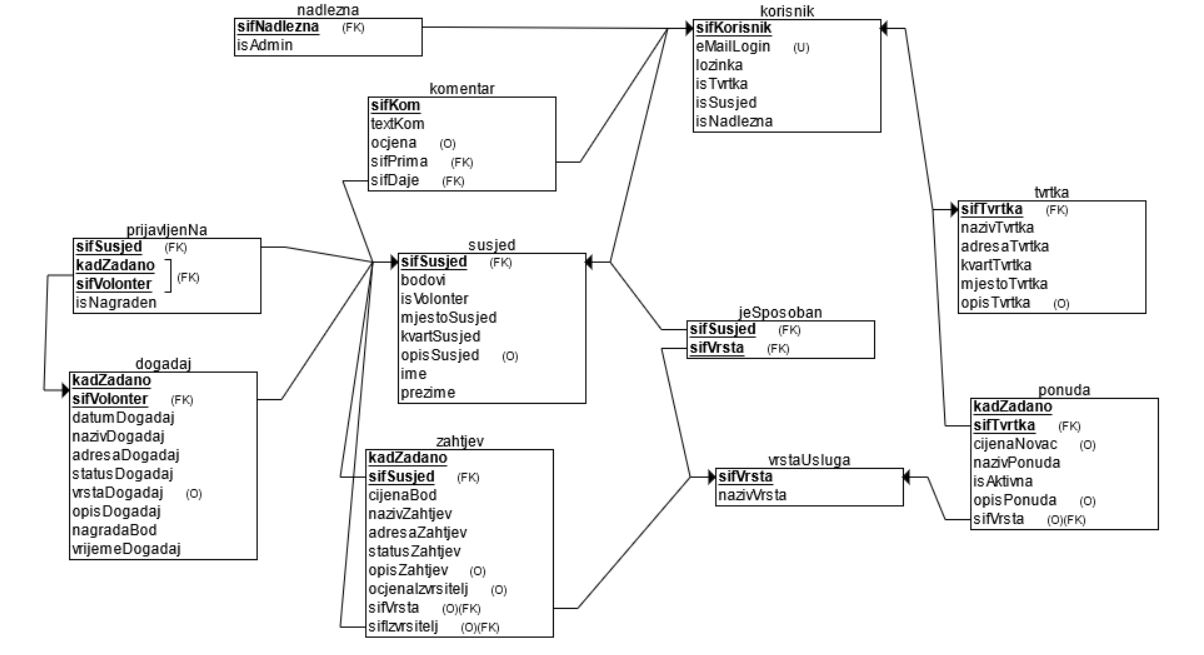 nadlezna
sifNadlezna (FK)
isAdmin
korisnik
sifKorisnik
eMailLogin (U)
lozinka
isTvrtka
isSusjed
isNadlezna
komentar
sifKom
textKom
ocjena (O)
sifPrima (FK)
sifDaje (FK)
tvrtka
sifTvrtka (FK)
nazivTvrtka
adresaTvrtka
kvartTvrtka
mjestoTvrtka
opisTvrtka (O)
prijavljenNa
sifSusjed (FK)
kadZadano
sifVolonter (FK)
isNagraden
susjed
sifSusjed (FK)
bodovi
isVolonter
mjestoSusjed
kvartSusjed
opisSusjed (O)
ime
prezime
jeSposoban
sifSusjed (FK)
sifVrsta (FK)
događaj
kadZadano
sifVolonter (FK)
datumDogadaj
nazivDogadaj
adresaDogadaj
statusDogadaj
vrstaDogadaj (O)
opisDogadaj
nagradaBod
vrijemeDogadaj
zahtjev
kadZadano
sifSusjed (FK)
cijenaBod
nazivZahtjev
adresaZahtjev
statusZahtjev
opisZahtjev (O)
ocjenaIzvrsitelj (O)
sifVrsta (O)(FK)
sifIzvrsitelj (O)(FK)
vrstaUsluga
sifVrsta
nazivVrsta
ponuda
kadZadano
sifTvrtka (FK)
cijenaNovac (O)
nazivPonuda
isAktivna
opisPonuda (O)
sifVrsta (O)(FK)